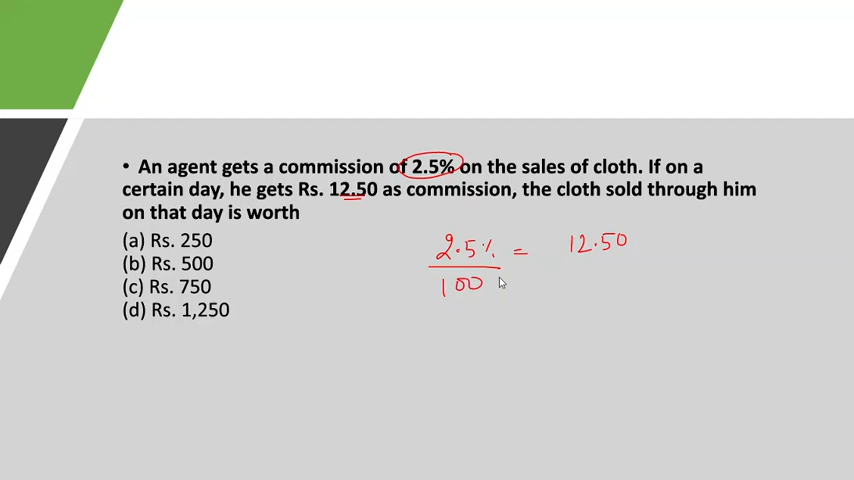 • An agent gets a commission of 2.5% on the sales of cloth. If on a
certain day, he gets Rs. 12.50 as commission, the cloth sold through him
on that day is worth
(a) Rs. 250
(b) Rs. 500
(c) Rs. 750
(d) Rs. 1,250
2.5% = 12.50
100